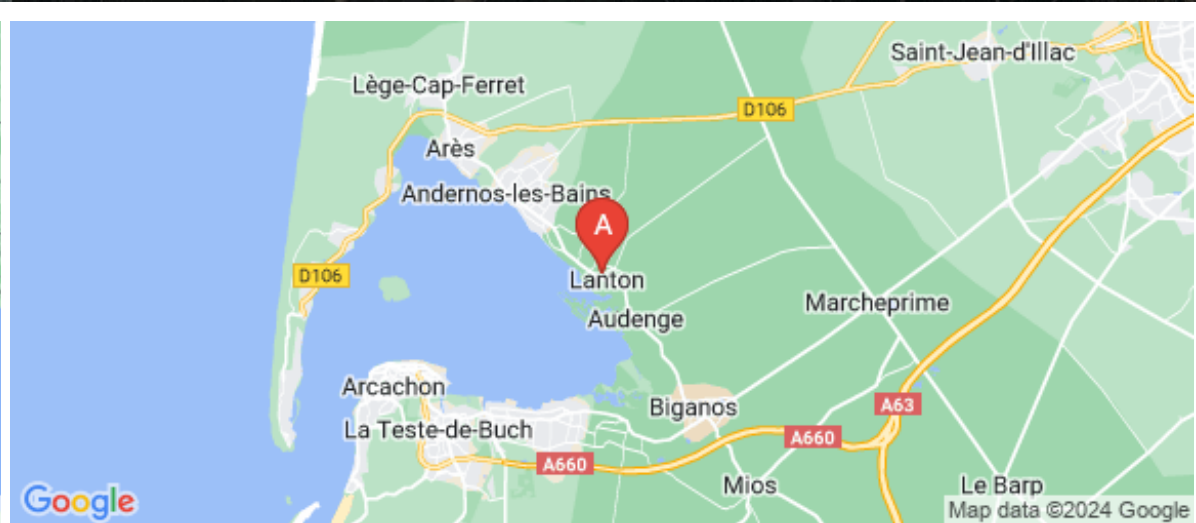 Saint-Jean-d'Illac
Lège-Cap-Ferret
D106
Arès
Andernos-les-Bains
A
D106
Lanton
Marcheprime
Audenge
Arcachon
Biganos
A63
La Teste-de-Buch
A660
A660
Mios
Le Barp
Google
Map data ©2024 Google